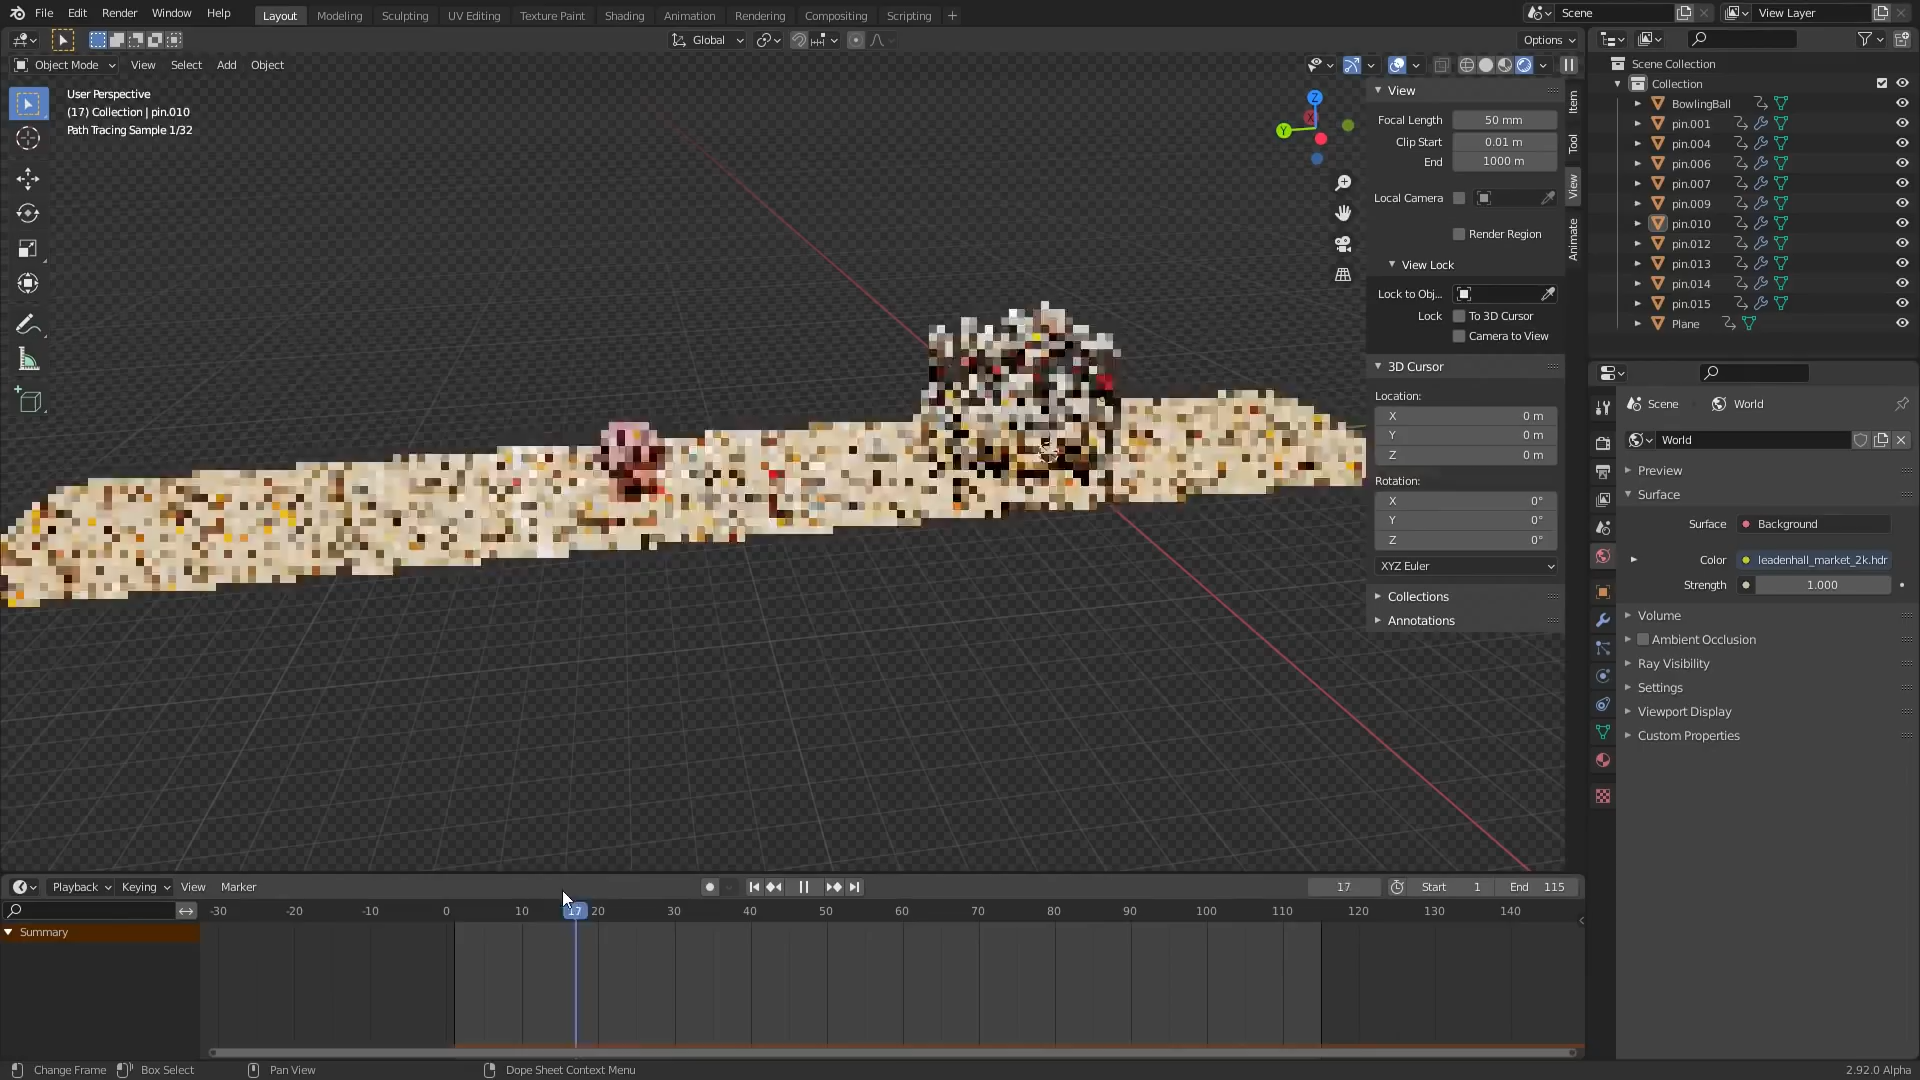 File Edit Render Window Help
Layout Modeling Sculpting UV Editing Texture Paint Shading Animation Rendering Compositing Scripting +
Scene
View Layer
Global
Options
Object Mode View Select Add Object
User Perspective
(17) Collection | pin.010
Path Tracing Sample 1/32
Z
X
Y
View
Focal Length 50 mm
Clip Start 0.01 m
End 1000 m
Local Camera
Render Region
View Lock
Lock to Obj...
Lock To 3D Cursor
Camera to View
3D Cursor
Location:
X 0 m
Y 0 m
Z 0 m
Rotation:
X 0°
Y 0°
Z 0°
XYZ Euler
Collections
Annotations
Item
Tool
View
Animate
Scene Collection
Collection
BowlingBall
pin.001
pin.004
pin.006
pin.007
pin.009
pin.010
pin.012
pin.013
pin.014
pin.015
Plane
Scene World
World
Preview
Surface
Surface Background
Color leadenhall_market_2k.hdr
Strength 1.000
Volume
Ambient Occlusion
Ray Visibility
Settings
Viewport Display
Custom Properties
Playback Keying View Marker
17 Start 1 End 115
-30 -20 -10 0 10 17 20 30 40 50 60 70 80 90 100 110 120 130 140
Summary
Change Frame Box Select Pan View Dope Sheet Context Menu 2.92.0 Alpha